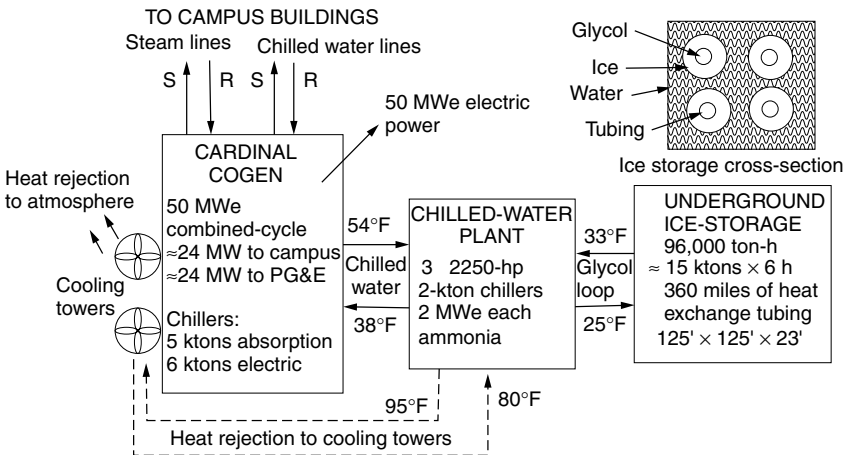 TO CAMPUS BUILDINGS
Steam lines
Chilled water lines
S
R
S
R
50 MWe electric
power
Glycol
Ice
Water
Tubing
Ice storage cross-section
Heat rejection
to atmosphere
Cooling
towers
CARDINAL
COGEN
50 MWe
combined-cycle
≈24 MW to campus
≈24 MW to PG&E
Chillers:
5 ktons absorption
6 ktons electric
54°F
Chilled
water
38°F
CHILLED-WATER
PLANT
3 2250-hp
2-kton chillers
2 MWe each
ammonia
33°F
Glycol
loop
25°F
UNDERGROUND
ICE-STORAGE
96,000 ton-h
≈ 15 ktons × 6 h
360 miles of heat
exchange tubing
125' × 125' × 23'
95°F
80°F
Heat rejection to cooling towers